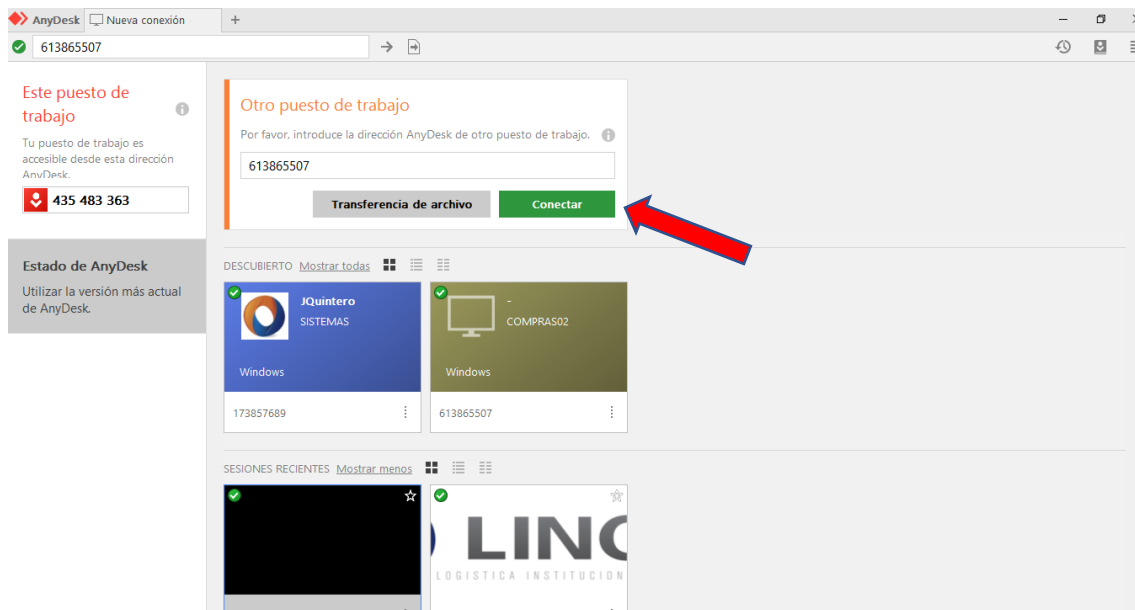 AnyDesk
Nueva conexión
+
613865507
Este puesto de
trabajo
Tu puesto de trabajo es
accesible desde esta dirección
AnyDesk.
435 483 363
Estado de AnyDesk
Utilizar la versión más actual
de AnyDesk.
Otro puesto de trabajo
Por favor, introduce la dirección AnyDesk de otro puesto de trabajo.
613865507
Transferencia de archivo
Conectar
DESCUBIERTO Mostrar todas
JQuintero
SISTEMAS
Windows
173857689
-
COMPRAS02
Windows
613865507
SESIONES RECIENTES Mostrar menos
LINC
LOGISTICA INSTITUCION